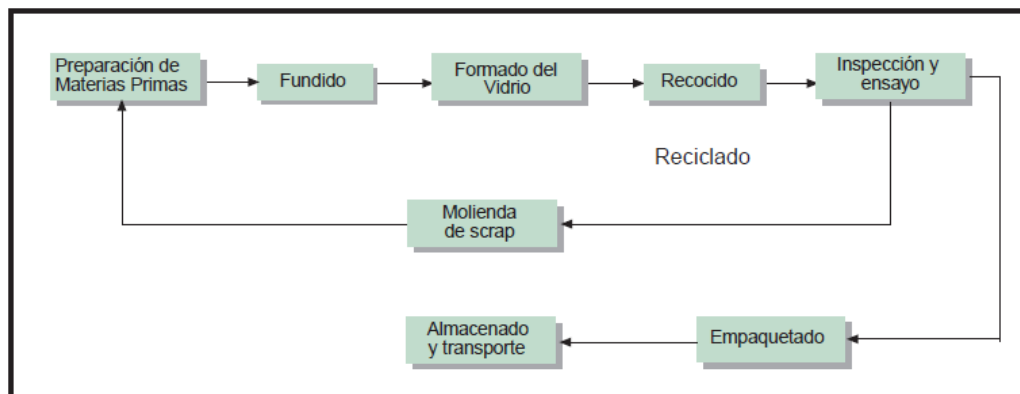 Preparación de
Materias Primas
Fundido
Formado del
Vidrio
Recocido
Inspección y
ensayo
Reciclado
Molienda
de scrap
Almacenado
y transporte
Empaquetado